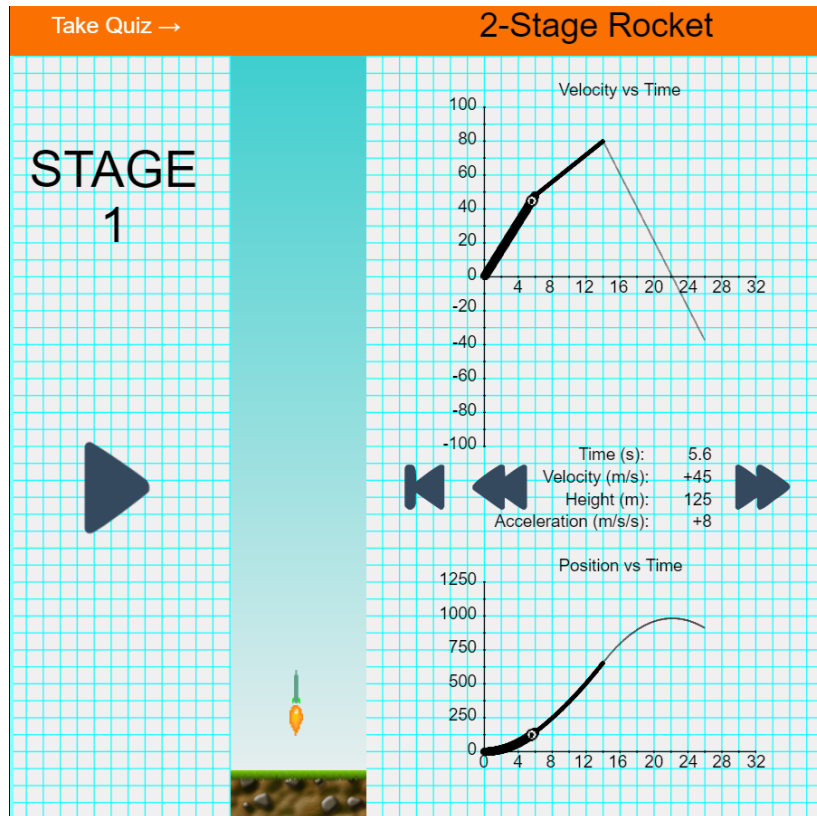 Take Quiz →
2-Stage Rocket
STAGE
1
Velocity vs Time
100
80
60
40
20
0
-20
-40
-60
-80
-100
4 8 12 16 20 24 28 32
Time (s): 5.6
Velocity (m/s): +45
Height (m): 125
Acceleration (m/s/s): +8
Position vs Time
1250
1000
750
500
250
0
0 4 8 12 16 20 24 28 32